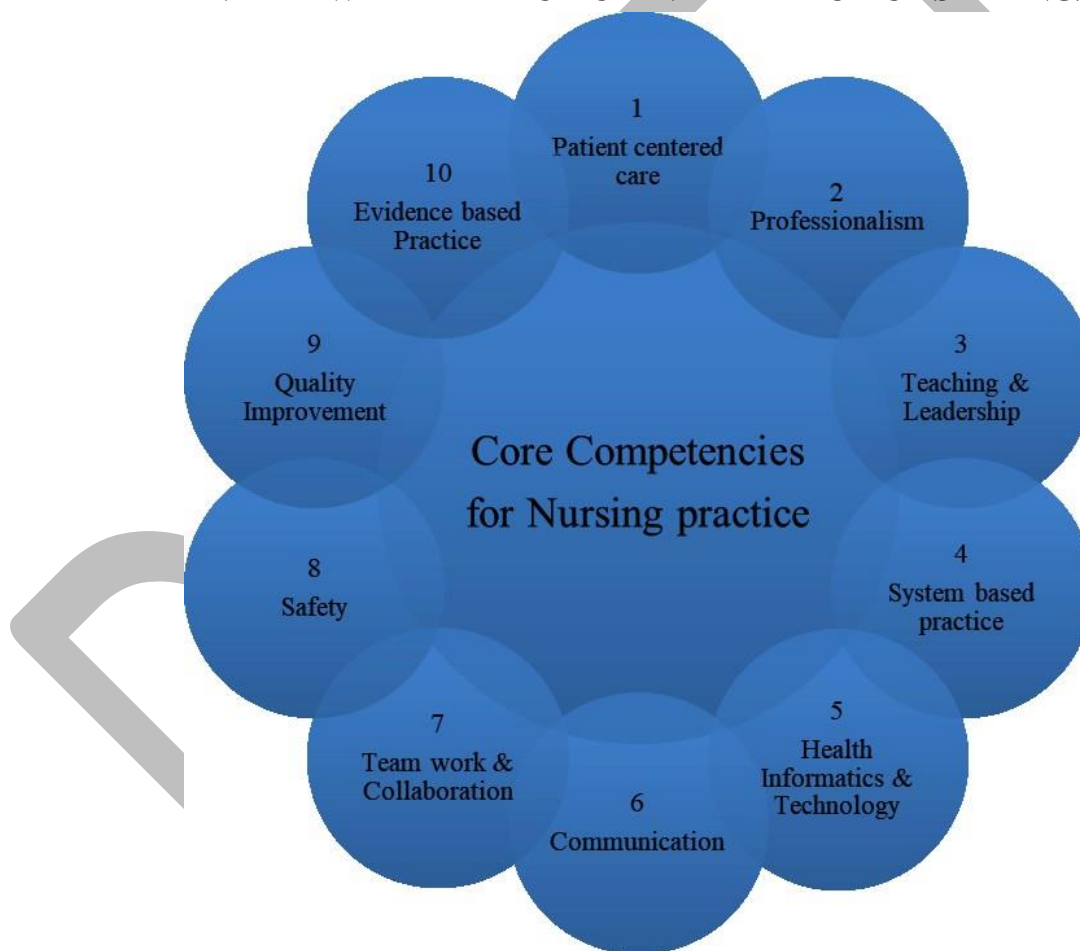 1
Patient centered
care
2
Professionalism
3
Teaching &
Leadership
4
System based
practice
5
Health
Informatics &
Technology
6
Communication
7
Team work &
Collaboration
8
Safety
9
Quality
Improvement
10
Evidence based
Practice
Core Competencies
for Nursing practice